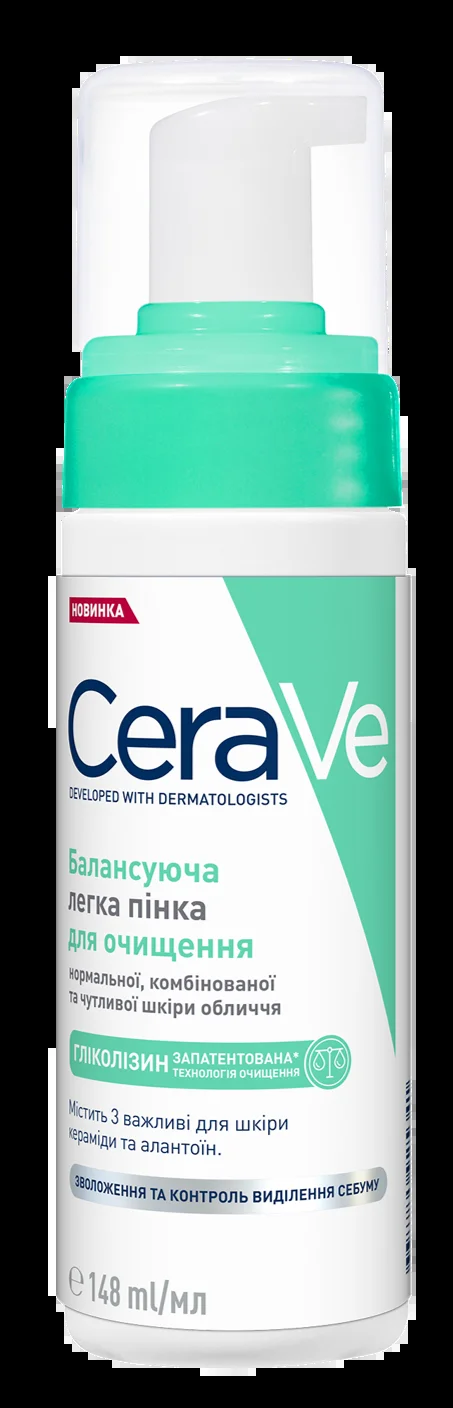 НОВИНКА
CeraVe
DEVELOPED WITH DERMATOLOGISTS
Балансуюча
легка пінка
для очищення
нормальної, комбінованої
та чутливої шкіри обличчя
ГЛІКОЛІЗИН ЗАПАТЕНТОВАНА*
ТЕХНОЛОГІЯ ОЧИЩЕННЯ
Містить 3 важливі для шкіри
кераміди та алантоїн.
ЗВОЛОЖЕННЯ ТА КОНТРОЛЬ ВИДІЛЕННЯ СЕБУМУ
℮148 ml/мл